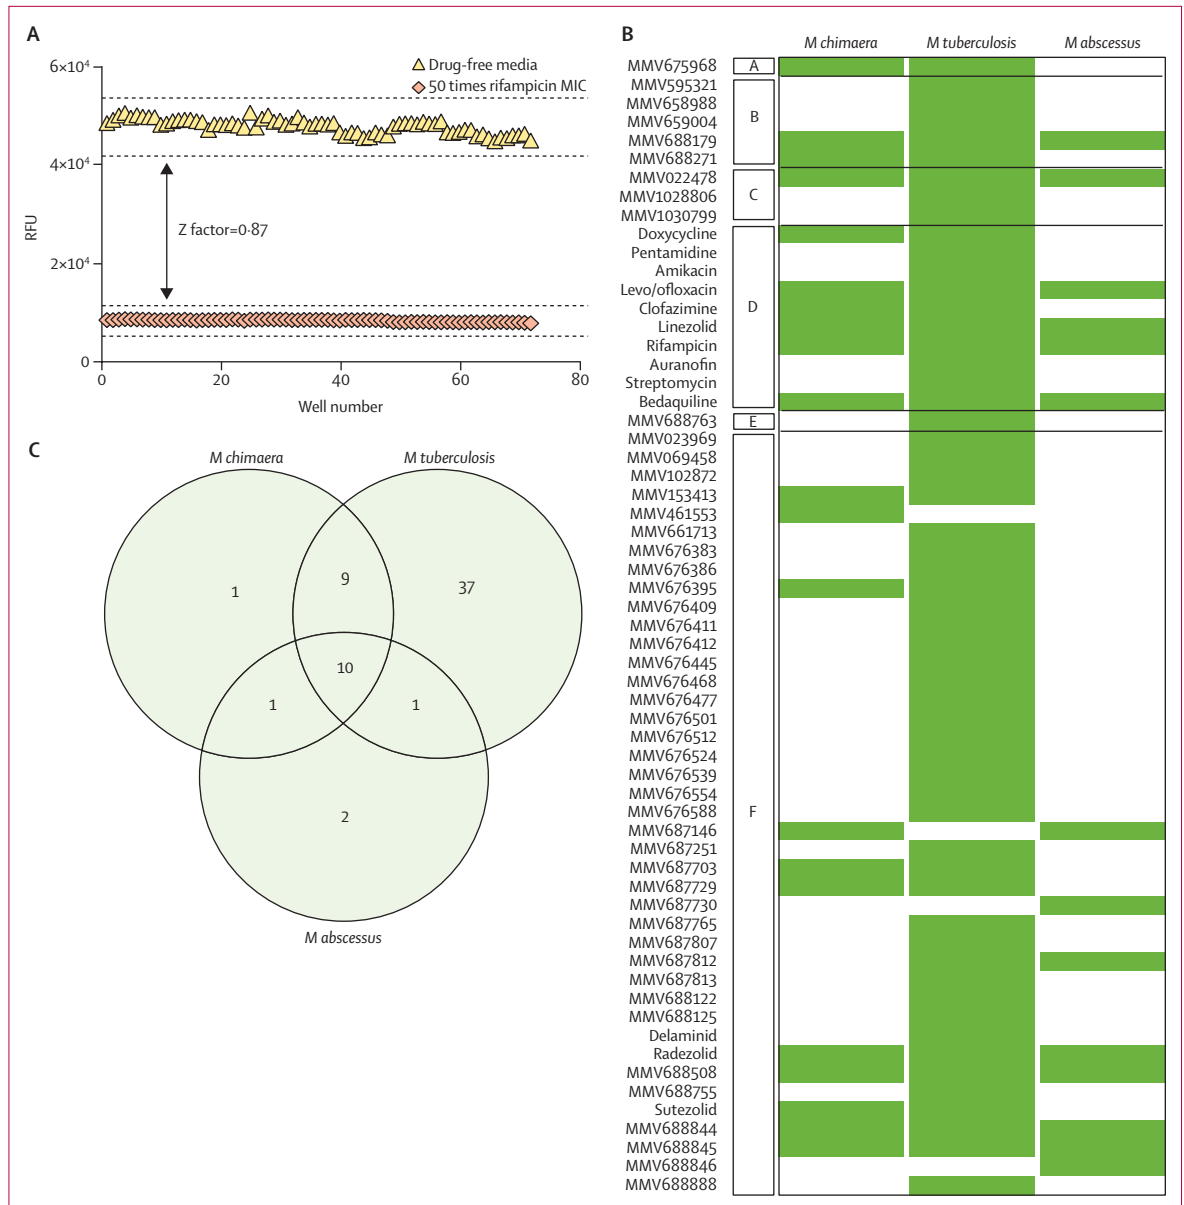 A
6×10⁴
4×10⁴
2×10⁴
0
RFU
Drug-free media
50 times rifampicin MIC
Z factor=0·87
0 20 40 60 80
Well number
B
M chimaera M tuberculosis M abscessus
MMV675968
MMV595321
MMV658988
MMV659004
MMV688179
MMV688271
MMV022478
MMV1028806
MMV1030799
Doxycycline
Pentamidine
Amikacin
Levo/ofloxacin
Clofazimine
Linezolid
Rifampicin
Auranofin
Streptomycin
Bedaquiline
MMV688763
MMV023969
MMV069458
MMV102872
MMV153413
MMV461553
MMV661713
MMV676383
MMV676386
MMV676395
MMV676409
MMV676411
MMV676412
MMV676445
MMV676468
MMV676477
MMV676501
MMV676512
MMV676524
MMV676539
MMV676554
MMV676588
MMV687146
MMV687251
MMV687703
MMV687729
MMV687730
MMV687765
MMV687807
MMV687812
MMV687813
MMV688122
MMV688125
Delaminid
Radezolid
MMV688508
MMV688755
Sutezolid
MMV688844
MMV688845
MMV688846
MMV688888
A
B
C
D
E
F
C
M chimaera M tuberculosis
1
9
37
10
1
1
2
M abscessus